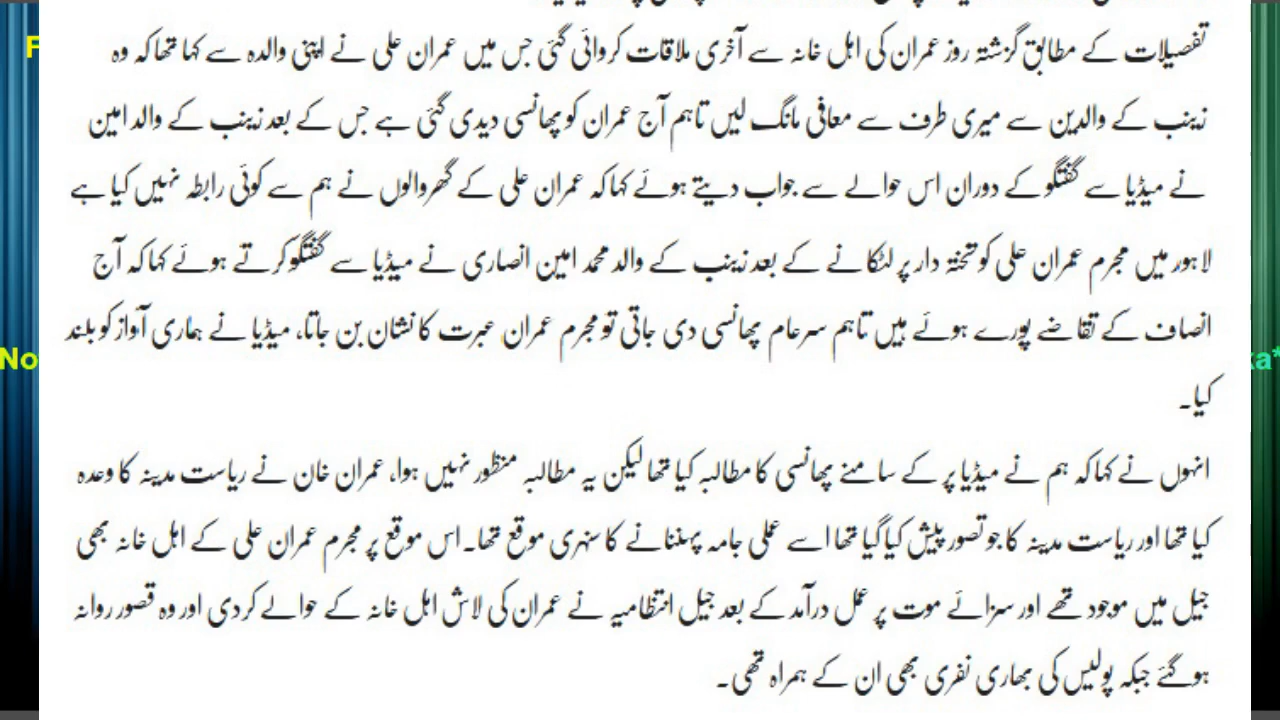 تفصیلات کے مطابق گزشتہ روز عمران کی اہل خانہ سے آخری ملاقات کروائی گئی جس میں عمران علی نے اپنی والدہ سے کہا تھا کہ وہ
زینب کے والدین سے میری طرف سے معافی مانگ لیں تاہم آج عمران کو پھانسی دیدی گئی ہے جس کے بعد زینب کے والد امین
نے میڈیا سے گفتگو کے دوران اس حوالے سے جواب دیتے ہوئے کہا کہ عمران علی کے گھر والوں نے ہم سے کوئی رابطہ نہیں کیا ہے
لاہور میں مجرم عمران علی کو تختہ دار پر لٹکانے کے بعد زینب کے والد محمد امین انصاری نے میڈیا سے گفتگو کرتے ہوئے کہا کہ آج
انصاف کے تقاضے پورے ہوئے ہیں تاہم سرعام پھانسی دی جاتی تو مجرم عمران عبرت کا نشان بن جاتا، میڈیا نے ہماری آواز کو بلند
کیا۔
انہوں نے کہا کہ ہم نے میڈیا پر کے سامنے پھانسی کا مطالبہ کیا تھا لیکن یہ مطالبہ منظور نہیں ہوا، عمران خان نے ریاست مدینہ کا وعدہ
کیا تھا اور ریاست مدینہ کا جو تصور پیش کیا گیا تھا اسے عملی جامہ پہننانے کا سنہری موقع تھا۔اس موقع پر مجرم عمران علی کے اہل خانہ بھی
جیل میں موجود تھے اور سزائے موت پر عمل درآمد کے بعد جیل انتظامیہ نے عمران کی لاش اہل خانہ کے حوالے کردی اور وہ قصور روانہ
ہوگئے جبکہ پولیس کی بھاری نفری بھی ان کے ہمراہ تھی۔
F
No
ka*